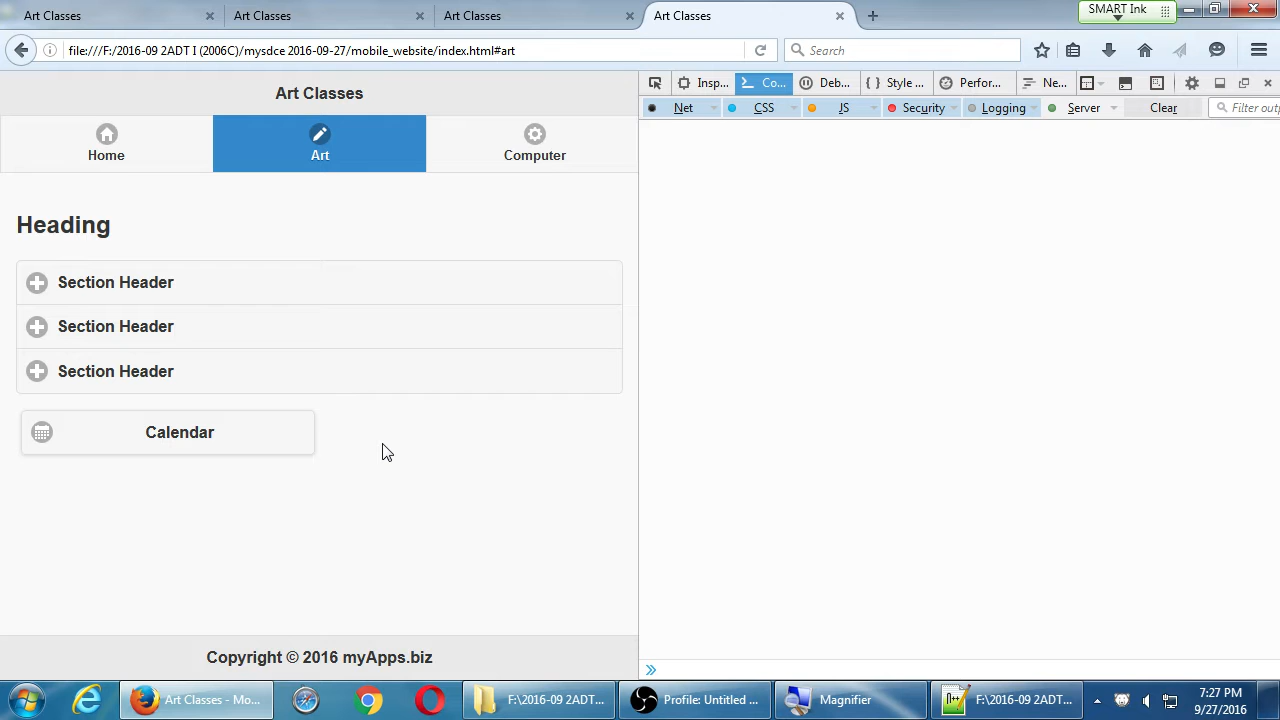 Art Classes
Art Classes
Art Classes
Art Classes
SMART Ink
file:///F:/2016-09 2ADT I (2006C)/mysdce 2016-09-27/mobile_website/index.html#art
Search
Art Classes
Insp...
Co...
Deb...
Style ...
Perfor...
Ne...
Net
CSS
JS
Security
Logging
Server
Clear
Filter outp
Home
Art
Computer
Heading
Section Header
Section Header
Section Header
Calendar
Copyright © 2016 myApps.biz
Art Classes - Mo...
F:\2016-09 2ADT...
Profile: Untitled ...
Magnifier
F:\2016-09 2ADT...
7:27 PM
9/27/2016